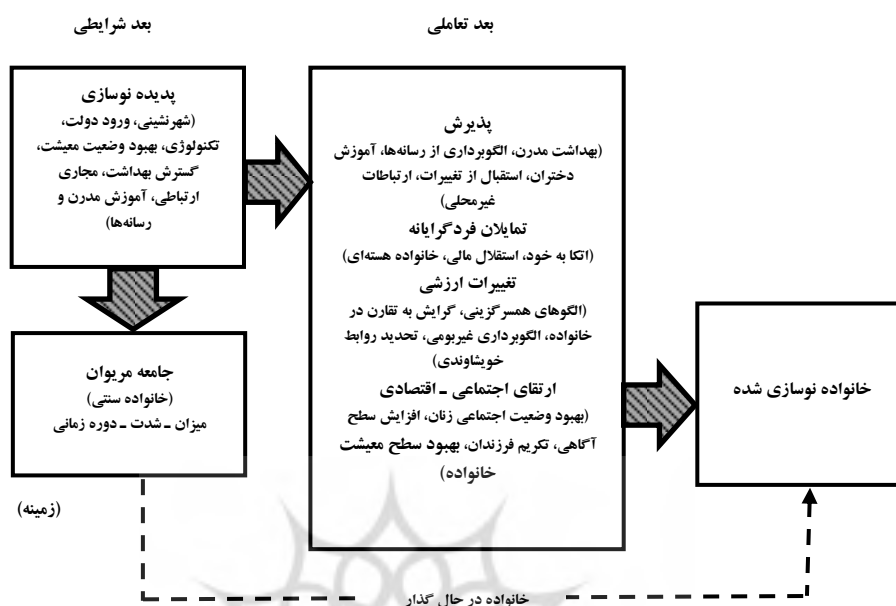 بعد شرایطی
بعد تعاملی
پدیده نوسازی
(شهرنشینی، ورود دولت،
تکنولوژی، بهبود وضعیت معیشت،
گسترش بهداشت، مجاری
ارتباطی، آموزش مدرن و
رسانه‌ها)
جامعه مریوان
(خانواده سنتی)
میزان ـ شدت ـ دوره زمانی
(زمینه)
پذیرش
(بهداشت مدرن، الگوبرداری از رسانه‌ها، آموزش
دختران، استقبال از تغییرات، ارتباطات
غیرمحلی)
تمایلان فردگرایانه
(اتکا به خود، استقلال مالی، خانواده هسته‌ای)
تغییرات ارزشی
(الگوهای همسرگزینی، گرایش به تقارن در
خانواده، الگوبرداری غیربومی، تحدید روابط
خویشاوندی)
ارتقای اجتماعی ـ اقتصادی
(بهبود وضعیت اجتماعی زنان، افزایش سطح
آگاهی، تکریم فرزندان، بهبود سطح معیشت
خانواده)
خانواده نوسازی شده
خانواده در حال گذار